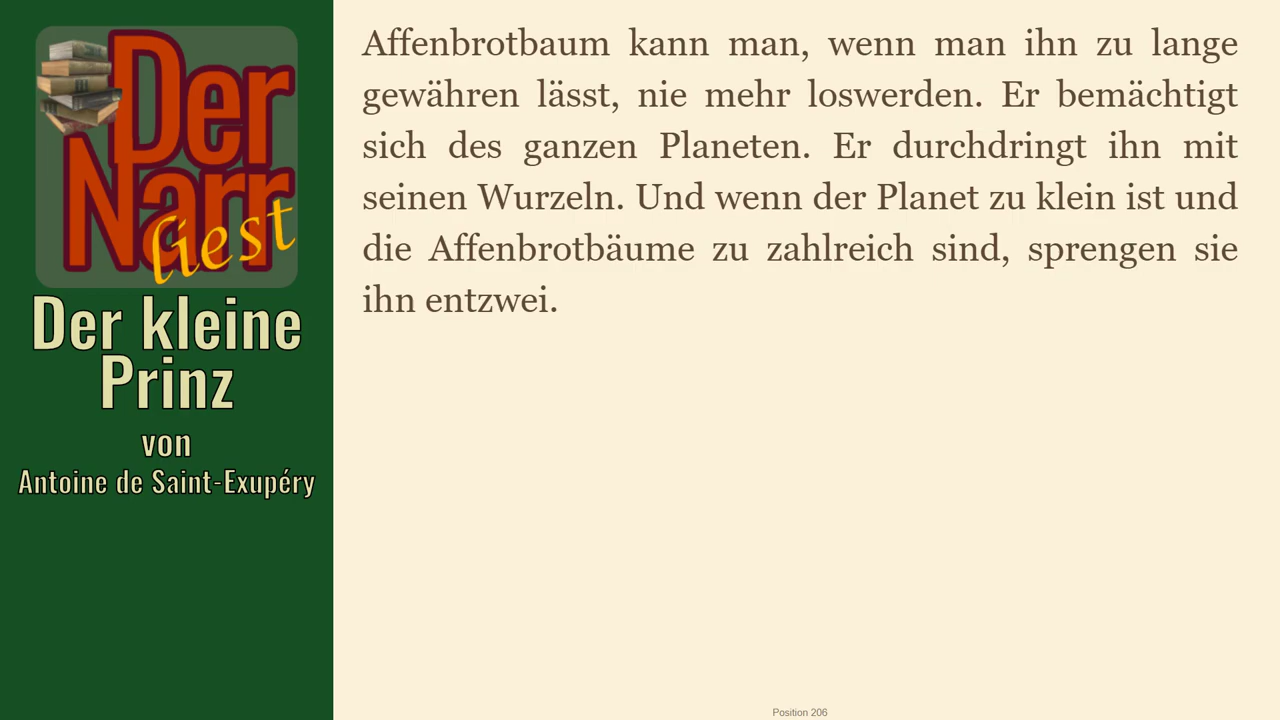 Der
Narr
liest
Der kleine
Prinz
von
Antoine de Saint-Exupéry
Affenbrotbaum kann man, wenn man ihn zu lange
gewähren lässt, nie mehr loswerden. Er bemächtigt
sich des ganzen Planeten. Er durchdringt ihn mit
seinen Wurzeln. Und wenn der Planet zu klein ist und
die Affenbrotbäume zu zahlreich sind, sprengen sie
ihn entzwei.
Position 206